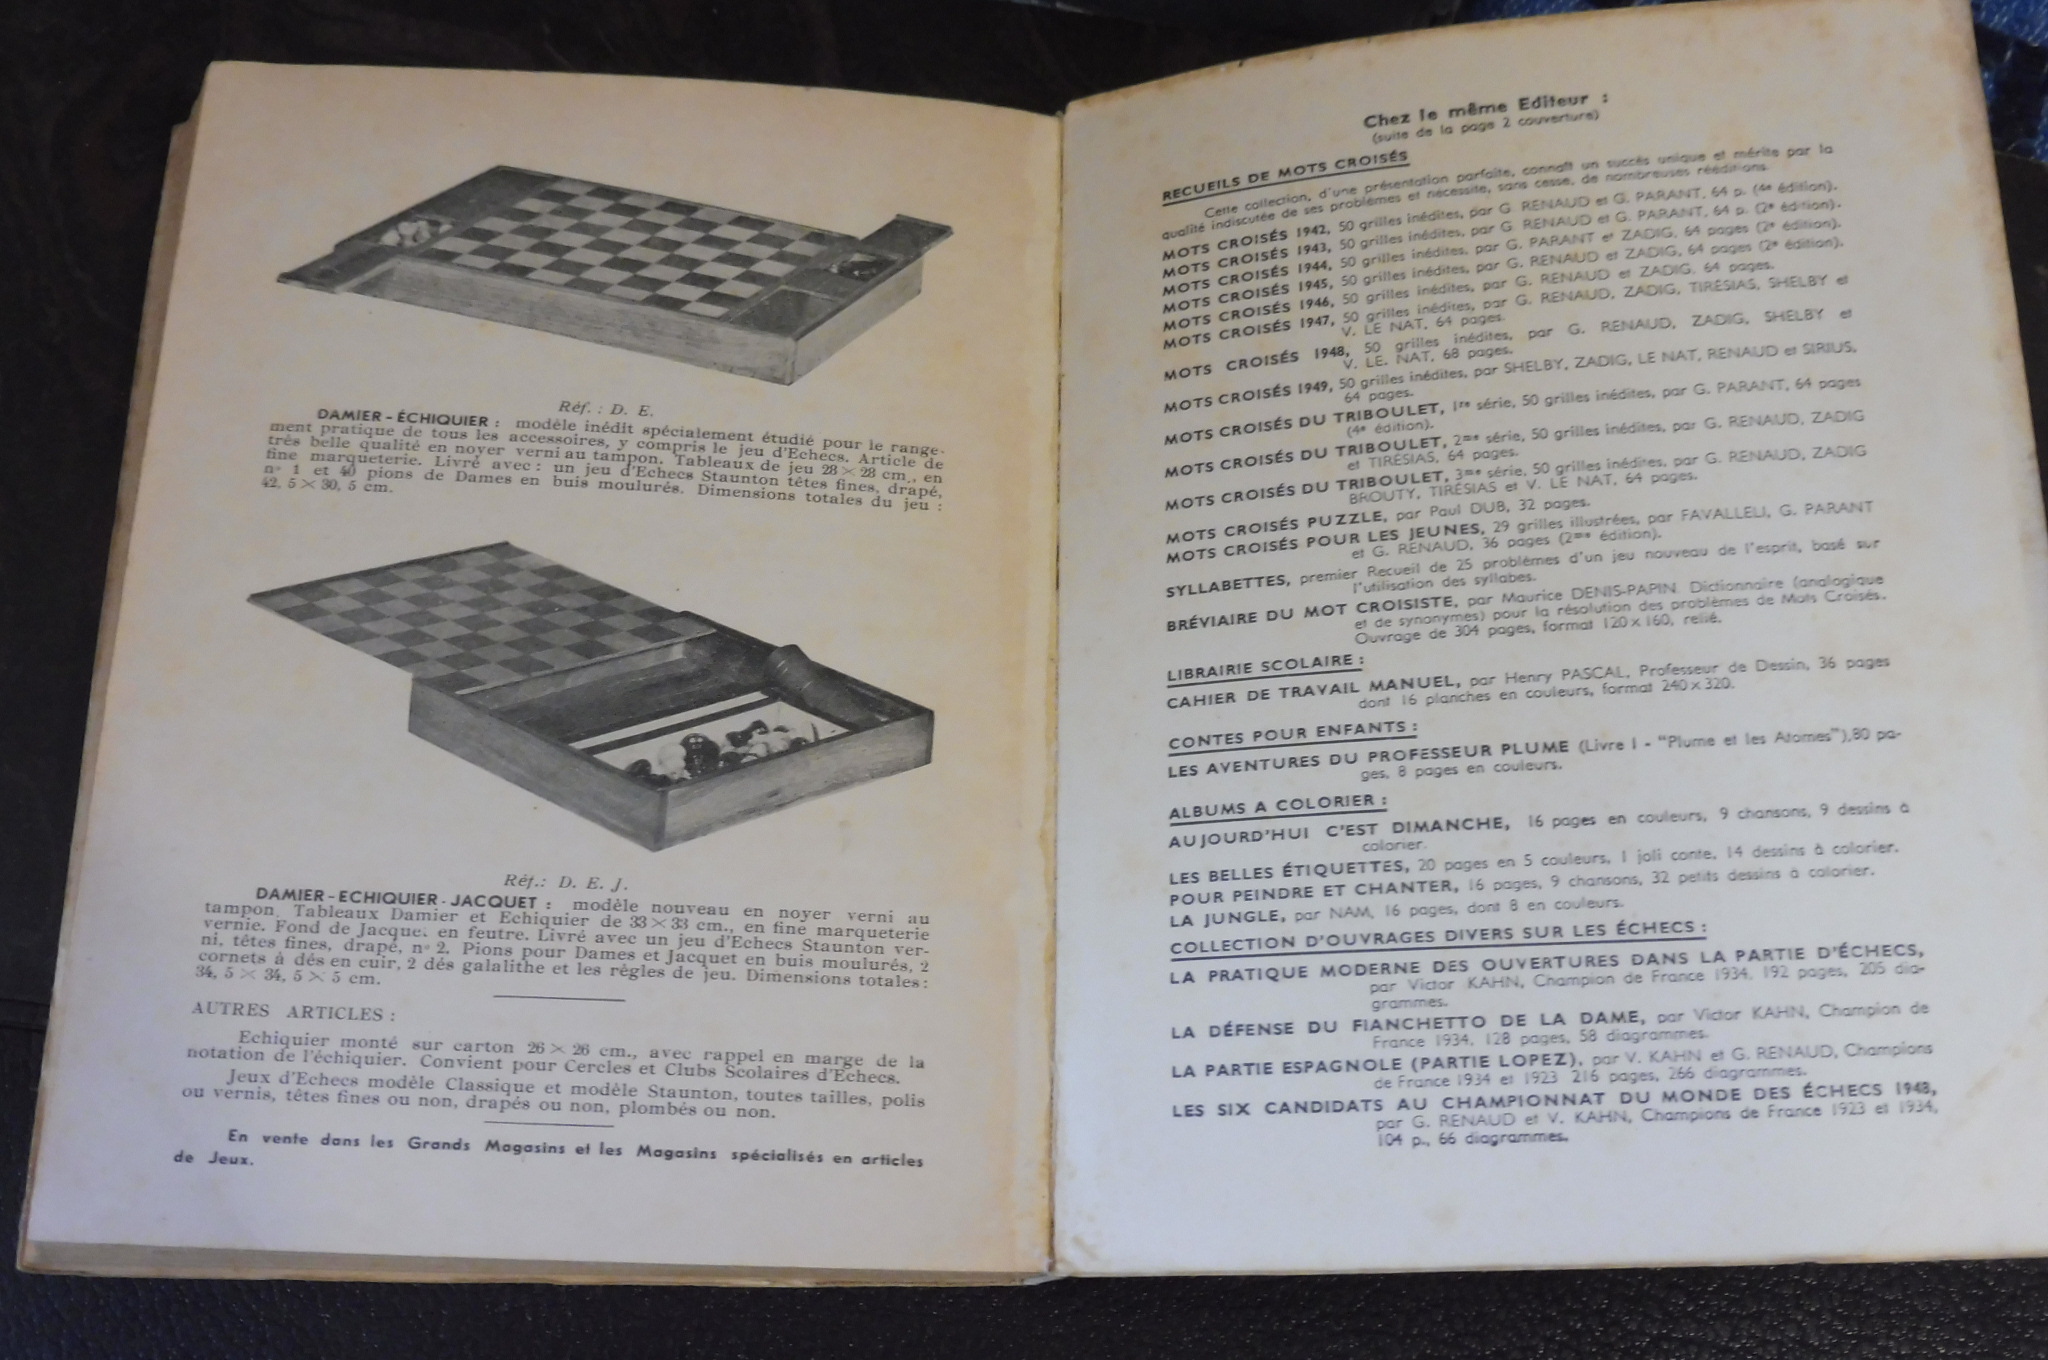 Réf. : D. E.
DAMIER-ÉCHIQUIER : modèle inédit spécialement étudié pour le range-
ment pratique de tous les accessoires, y compris le jeu d'Echecs. Article de
très belle qualité en noyer verni au tampon. Tableaux de jeu 28 × 28 cm., en
fine marqueterie. Livré avec : un jeu d'Echecs Staunton têtes fines, drapé,
n° 1 et 40 pions de Dames en buis moulurés. Dimensions totales du jeu :
42, 5 × 30, 5 cm.
Réf.: D. E. J.
DAMIER-ECHIQUIER-JACQUET : modèle nouveau en noyer verni au
tampon. Tableaux Damier et Echiquier de 33 × 33 cm., en fine marqueterie
vernie. Fond de Jacquet en feutre. Livré avec un jeu d'Echecs Staunton ver-
ni, têtes fines, drapé, n° 2. Pions pour Dames et Jacquet en buis moulurés, 2
cornets à dés en cuir, 2 dés galalithe et les règles de jeu. Dimensions totales :
34, 5 × 34, 5 × 5 cm.
AUTRES ARTICLES :
Echiquier monté sur carton 26 × 26 cm., avec rappel en marge de la
notation de l'échiquier. Convient pour Cercles et Clubs Scolaires d'Echecs.
Jeux d'Echecs modèle Classique et modèle Staunton, toutes tailles, polis
ou vernis, têtes fines ou non, drapés ou non, plombés ou non.
En vente dans les Grands Magasins et les Magasins spécialisés en articles
de Jeux.
Chez le même Editeur :
(suite de la page 2 couverture)
RECUEILS DE MOTS CROISÉS
Cette collection, d'une présentation parfaite, connaît un succès unique et mérite par la
qualité indiscutée de ses problèmes et nécessite, sans cesse, de nombreuses rééditions.
MOTS CROISÉS 1942, 50 grilles inédites, par G. RENAUD et G. PARANT, 64 p. (4e édition).
MOTS CROISÉS 1943, 50 grilles inédites, par G. RENAUD et G. PARANT, 64 p. (2e édition).
MOTS CROISÉS 1944, 50 grilles inédites, par G. PARANT et ZADIG, 64 pages (2e édition).
MOTS CROISÉS 1945, 50 grilles inédites, par G. RENAUD et ZADIG, 64 pages (2e édition).
MOTS CROISÉS 1946, 50 grilles inédites, par G. RENAUD et ZADIG. 64 pages.
MOTS CROISÉS 1947, 50 grilles inédites, par G. RENAUD, ZADIG, TIRÉSIAS, SHELBY et
V. LE NAT, 64 pages.
MOTS CROISÉS 1948, 50 grilles inédites, par G. RENAUD, ZADIG, SHELBY et
V. LE. NAT, 68 pages.
MOTS CROISÉS 1949, 50 grilles inédites, par SHELBY, ZADIG, LE NAT, RENAUD et SIRIUS,
64 pages.
MOTS CROISÉS DU TRIBOULET, 1re série, 50 grilles inédites, par G. PARANT, 64 pages
(4e édition).
MOTS CROISÉS DU TRIBOULET, 2me série, 50 grilles inédites, par G. RENAUD, ZADIG
et TIRÉSIAS, 64 pages.
MOTS CROISÉS DU TRIBOULET, 3me série, 50 grilles inédites, par G. RENAUD, ZADIG
BROUTY, TIRÉSIAS et V. LE NAT, 64 pages.
MOTS CROISÉS PUZZLE, par Paul DUB, 32 pages.
MOTS CROISÉS POUR LES JEUNES, 29 grilles illustrées, par FAVALLELI, G. PARANT
et G. RENAUD, 36 pages (2me édition).
SYLLABETTES, premier Recueil de 25 problèmes d'un jeu nouveau de l'esprit, basé sur
l'utilisation des syllabes.
BRÉVIAIRE DU MOT CROISISTE, par Maurice DENIS-PAPIN. Dictionnaire (analogique
et de synonymes) pour la résolution des problèmes de Mots Croisés.
Ouvrage de 304 pages, format 120 x 160, relié.
LIBRAIRIE SCOLAIRE :
CAHIER DE TRAVAIL MANUEL, par Henry PASCAL, Professeur de Dessin, 36 pages
dont 16 planches en couleurs, format 240 x 320.
CONTES POUR ENFANTS :
LES AVENTURES DU PROFESSEUR PLUME (Livre I - "Plume et les Atomes"), 80 pa-
ges, 8 pages en couleurs.
ALBUMS A COLORIER :
AUJOURD'HUI C'EST DIMANCHE, 16 pages en couleurs, 9 chansons, 9 dessins à
colorier.
LES BELLES ÉTIQUETTES, 20 pages en 5 couleurs, 1 joli conte, 14 dessins à colorier.
POUR PEINDRE ET CHANTER, 16 pages, 9 chansons, 32 petits dessins à colorier.
LA JUNGLE, par NAM, 16 pages, dont 8 en couleurs.
COLLECTION D'OUVRAGES DIVERS SUR LES ÉCHECS :
LA PRATIQUE MODERNE DES OUVERTURES DANS LA PARTIE D'ÉCHECS,
par Victor KAHN, Champion de France 1934. 192 pages, 205 dia-
grammes.
LA DÉFENSE DU FIANCHETTO DE LA DAME, par Victor KAHN, Champion de
France 1934. 128 pages, 58 diagrammes.
LA PARTIE ESPAGNOLE (PARTIE LOPEZ), par V. KAHN et G. RENAUD, Champions
de France 1934 et 1923 216 pages, 266 diagrammes.
LES SIX CANDIDATS AU CHAMPIONNAT DU MONDE DES ÉCHECS 1948,
par G. RENAUD et V. KAHN, Champions de France 1923 et 1934,
104 p., 66 diagrammes.